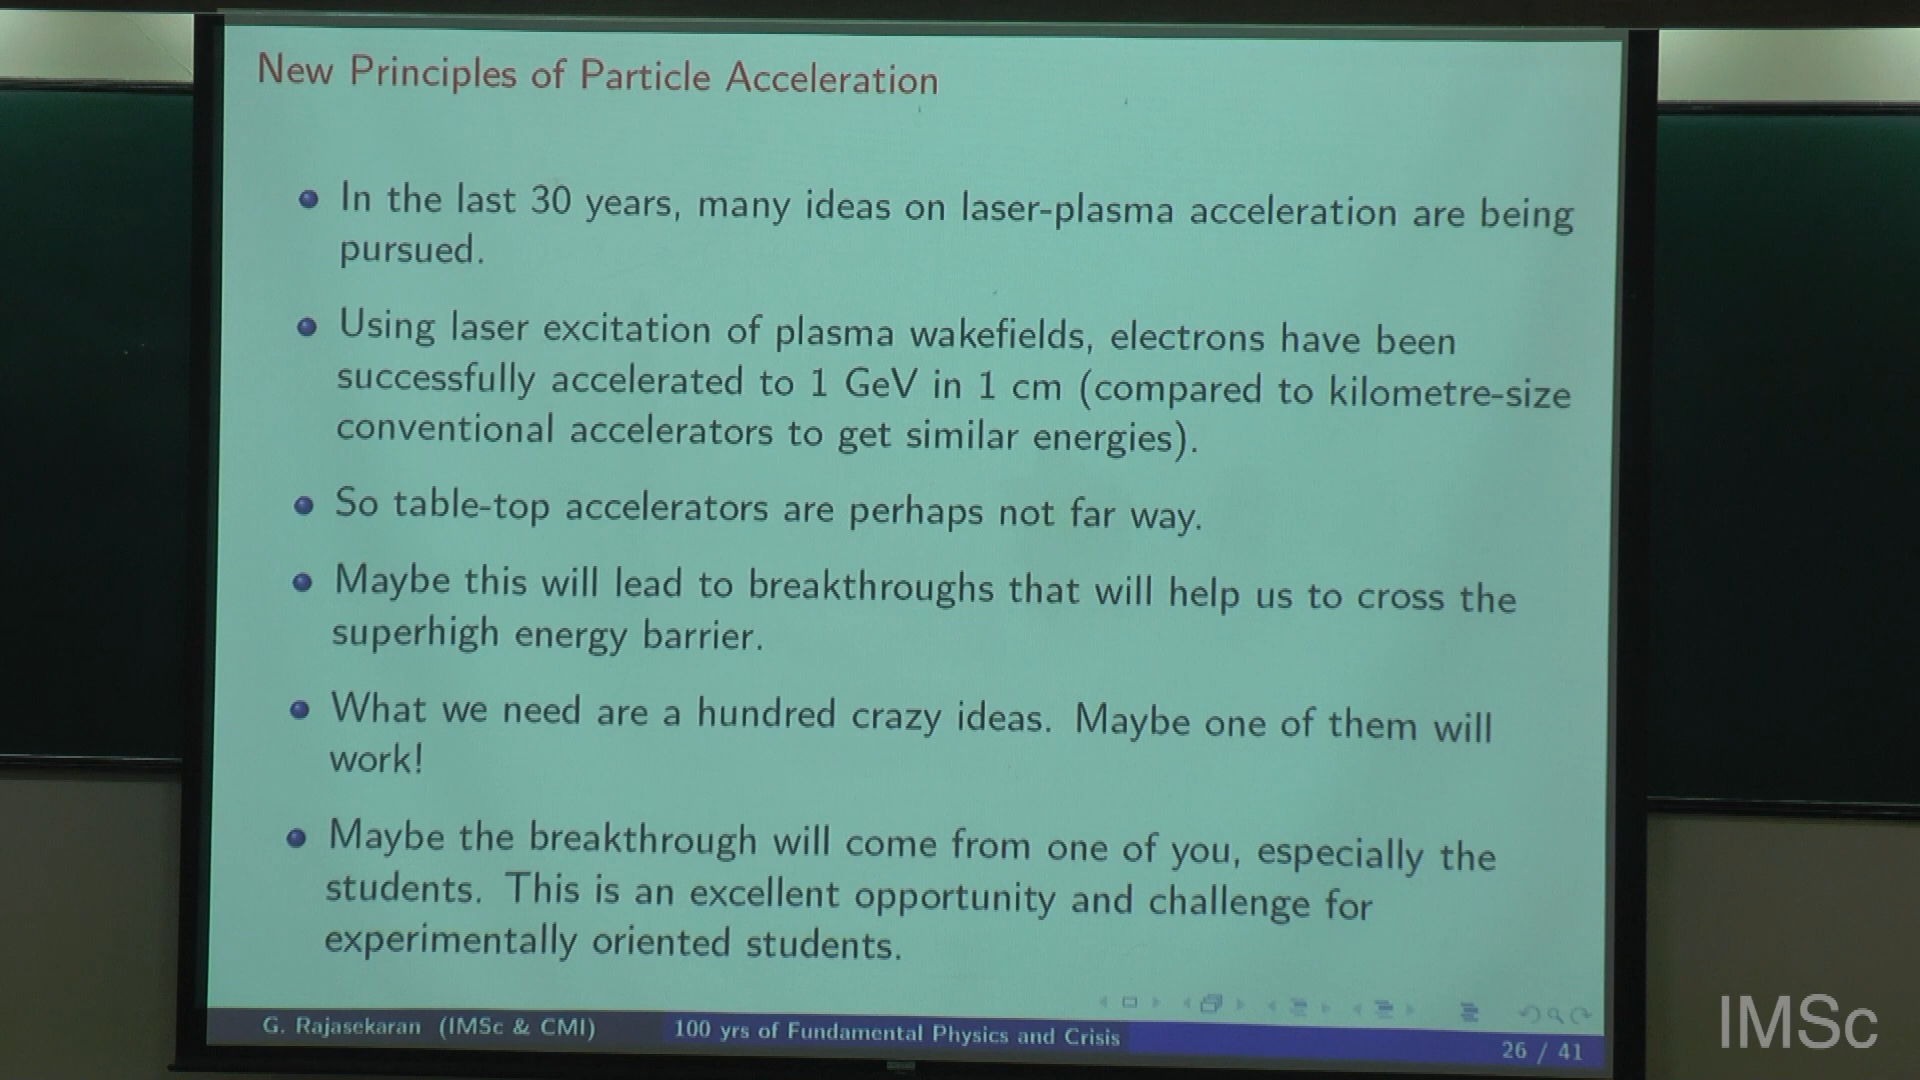 New Principles of Particle Acceleration
In the last 30 years, many ideas on laser-plasma acceleration are being
pursued.
Using laser excitation of plasma wakefields, electrons have been
successfully accelerated to 1 GeV in 1 cm (compared to kilometre-size
conventional accelerators to get similar energies).
So table-top accelerators are perhaps not far way.
Maybe this will lead to breakthroughs that will help us to cross the
superhigh energy barrier.
What we need are a hundred crazy ideas. Maybe one of them will
work!
Maybe the breakthrough will come from one of you, especially the
students. This is an excellent opportunity and challenge for
experimentally oriented students.
G. Rajasekaran (IMSc & CMI) 100 yrs of Fundamental Physics and Crisis
26 / 41
IMSc